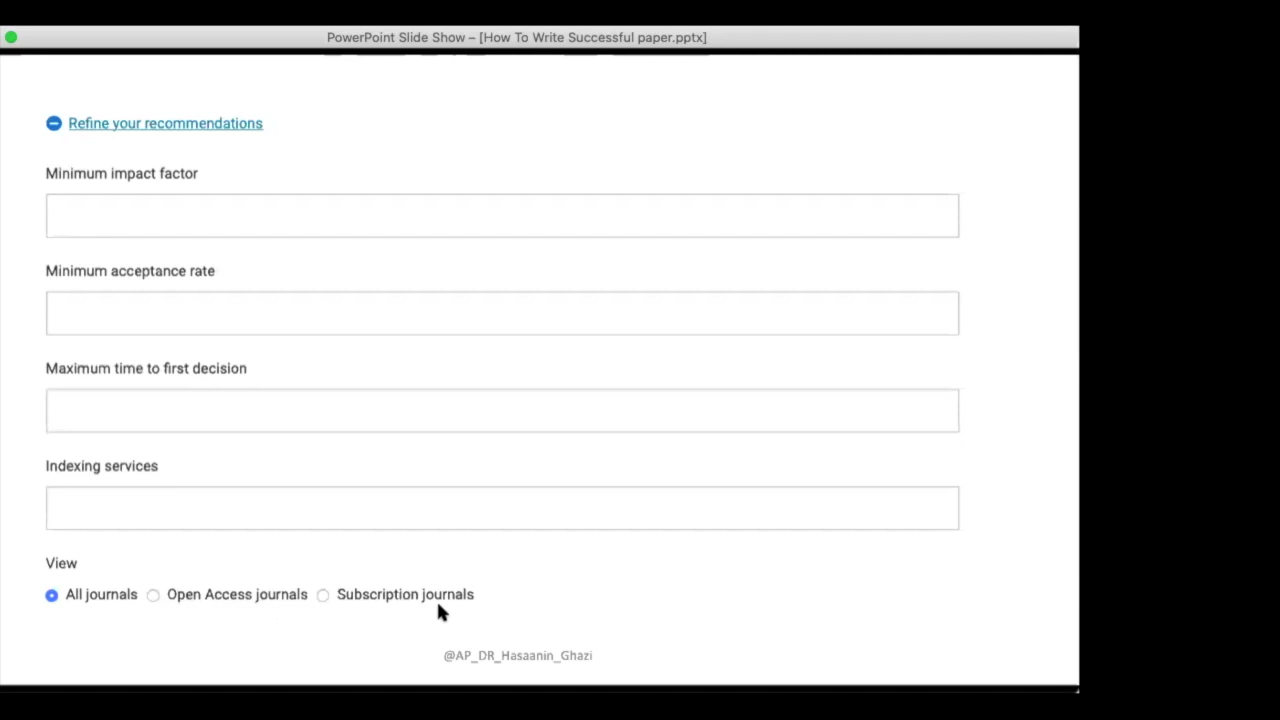 PowerPoint Slide Show – [How To Write Successful paper.pptx]
Refine your recommendations
Minimum impact factor
Minimum acceptance rate
Maximum time to first decision
Indexing services
View
All journals Open Access journals Subscription journals
@AP_DR_Hasaanin_Ghazi